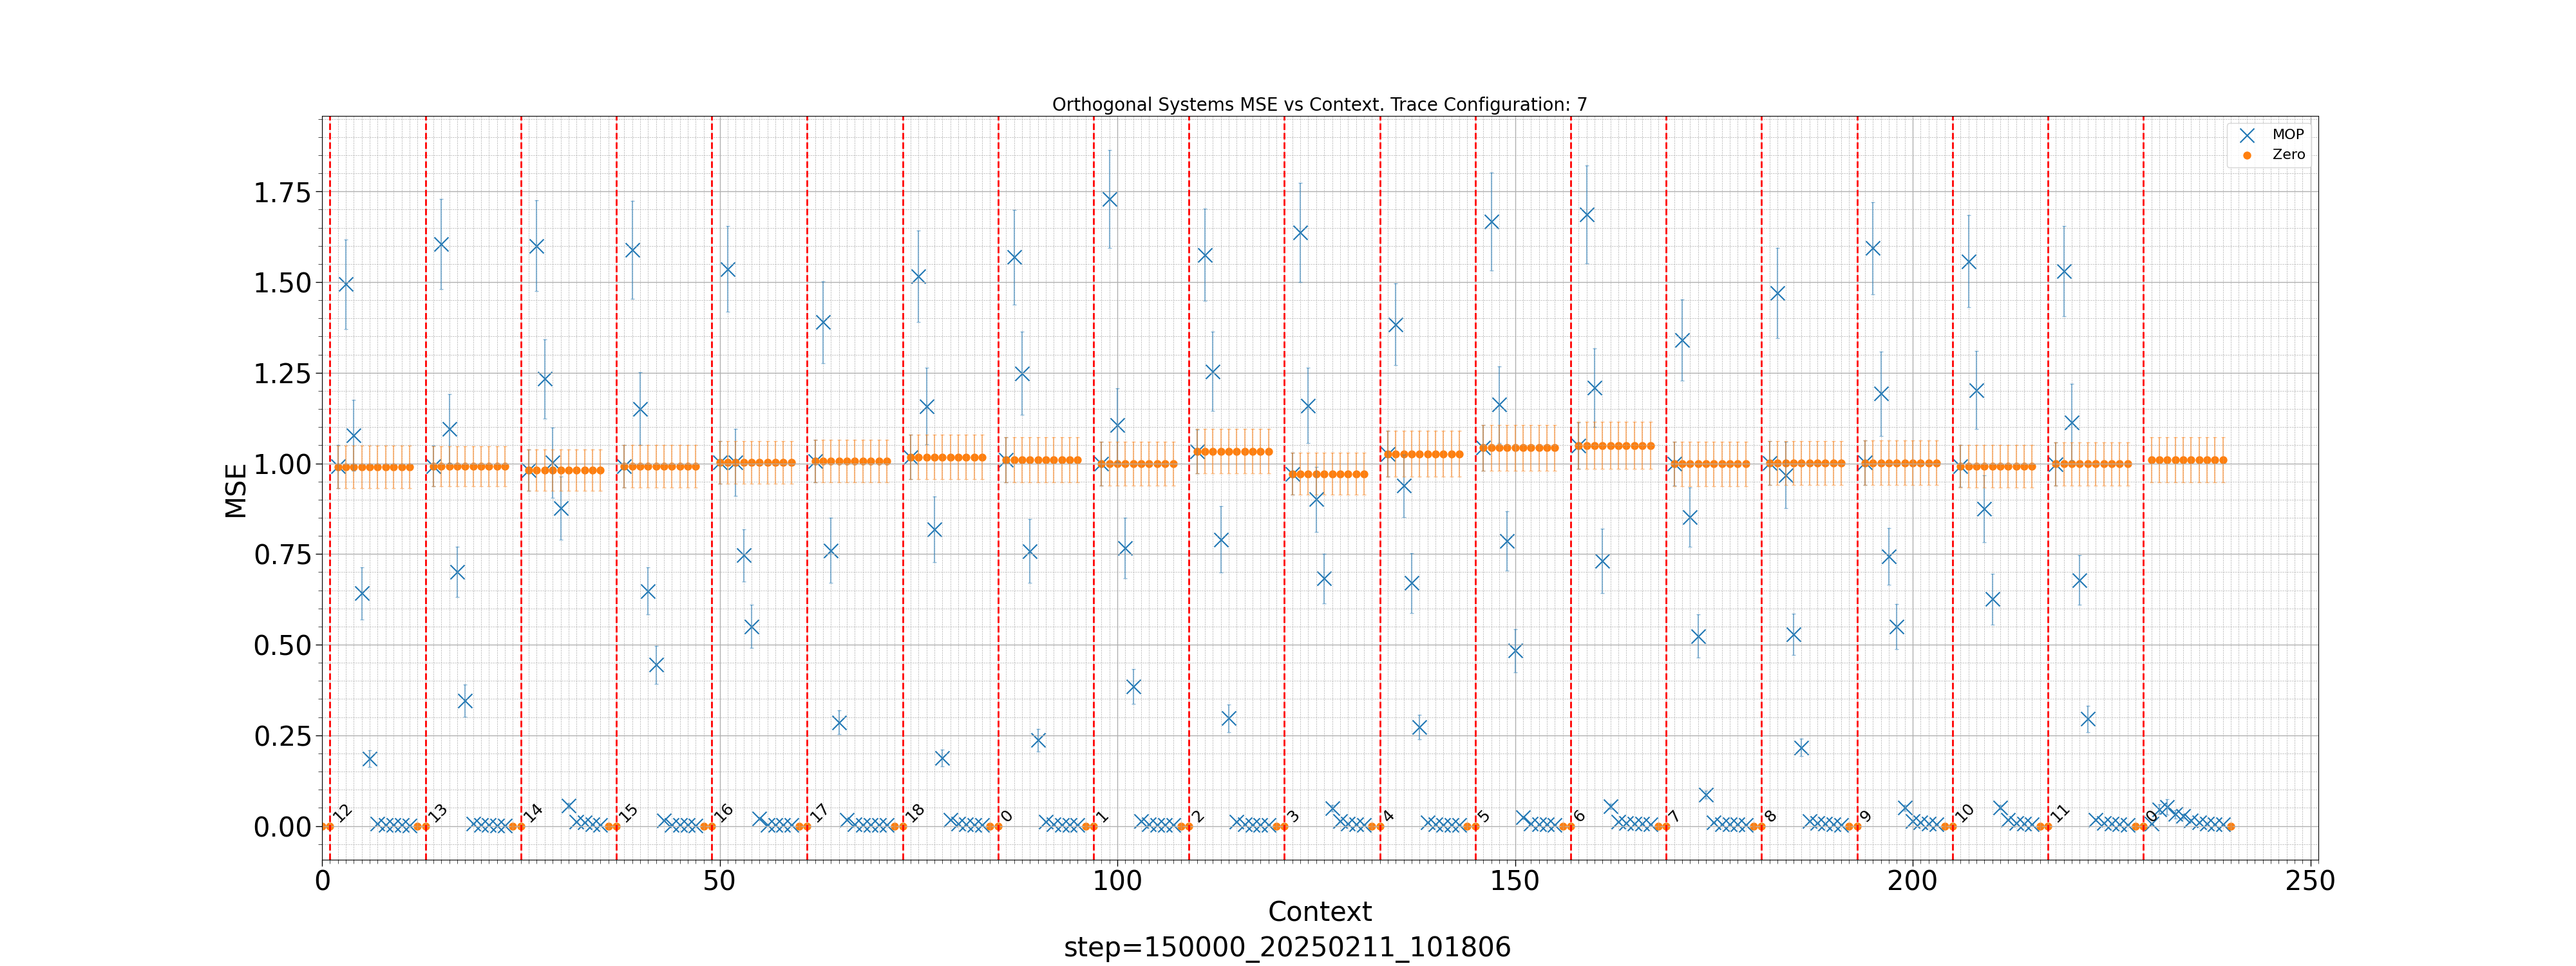 Orthogonal Systems MSE vs Context. Trace Configuration: 7
MOP
Zero
MSE
1.75
1.50
1.25
1.00
0.75
0.50
0.25
0.00
12 13 14 15 16 17 18 0 1 2 3 4 5 6 7 8 9 10 11 0
0 50 100 150 200 250
Context
step=150000_20250211_101806